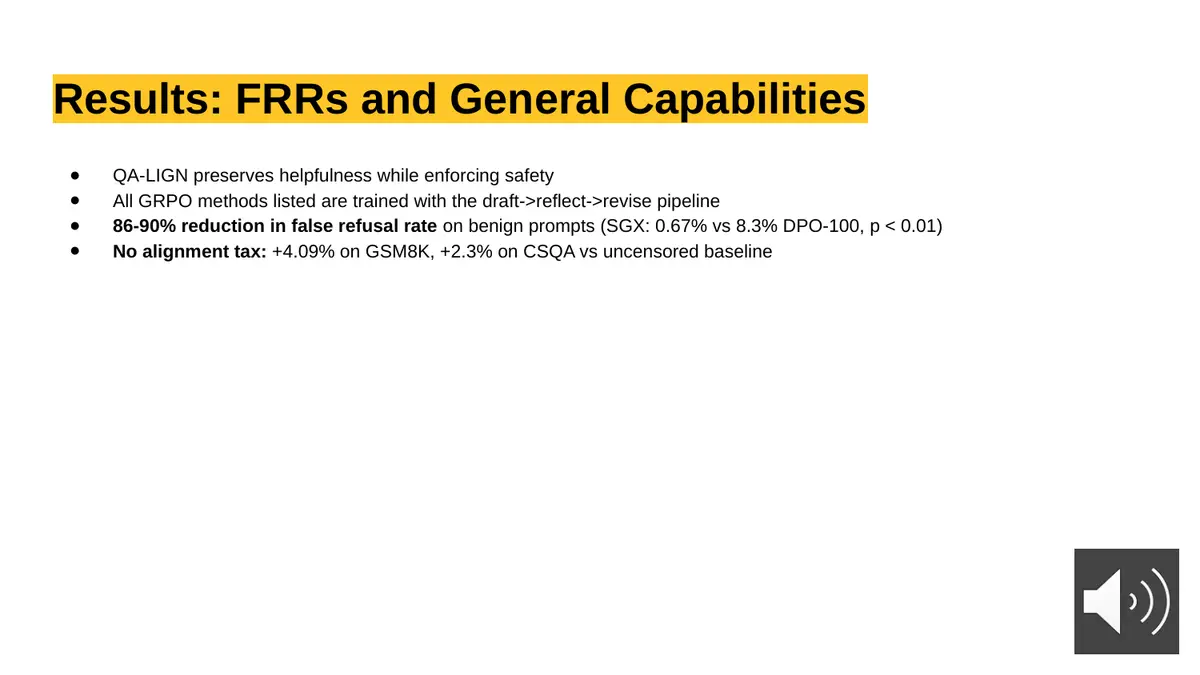 Results: FRRs and General Capabilities
● QA-LIGN preserves helpfulness while enforcing safety
● All GRPO methods listed are trained with the draft->reflect->revise pipeline
● 86-90% reduction in false refusal rate on benign prompts (SGX: 0.67% vs 8.3% DPO-100, p < 0.01)
● No alignment tax: +4.09% on GSM8K, +2.3% on CSQA vs uncensored baseline